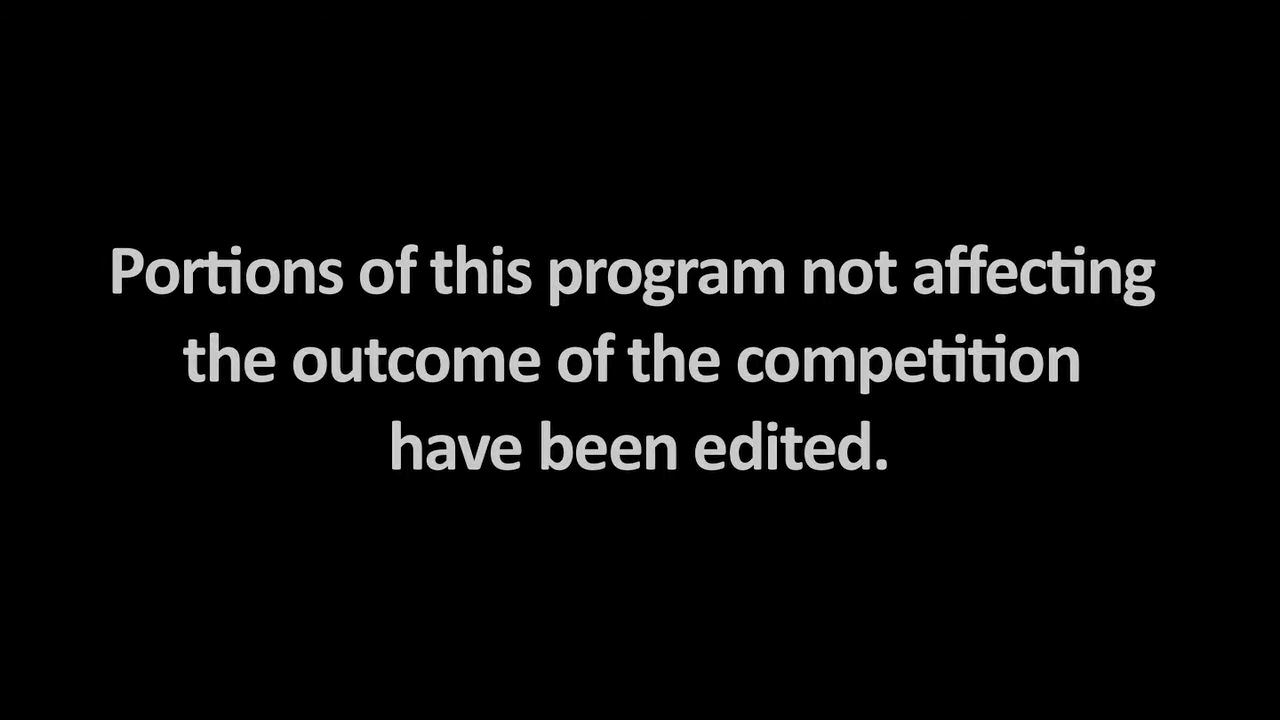 Portions of this program not affecting
the outcome of the competition
have been edited.